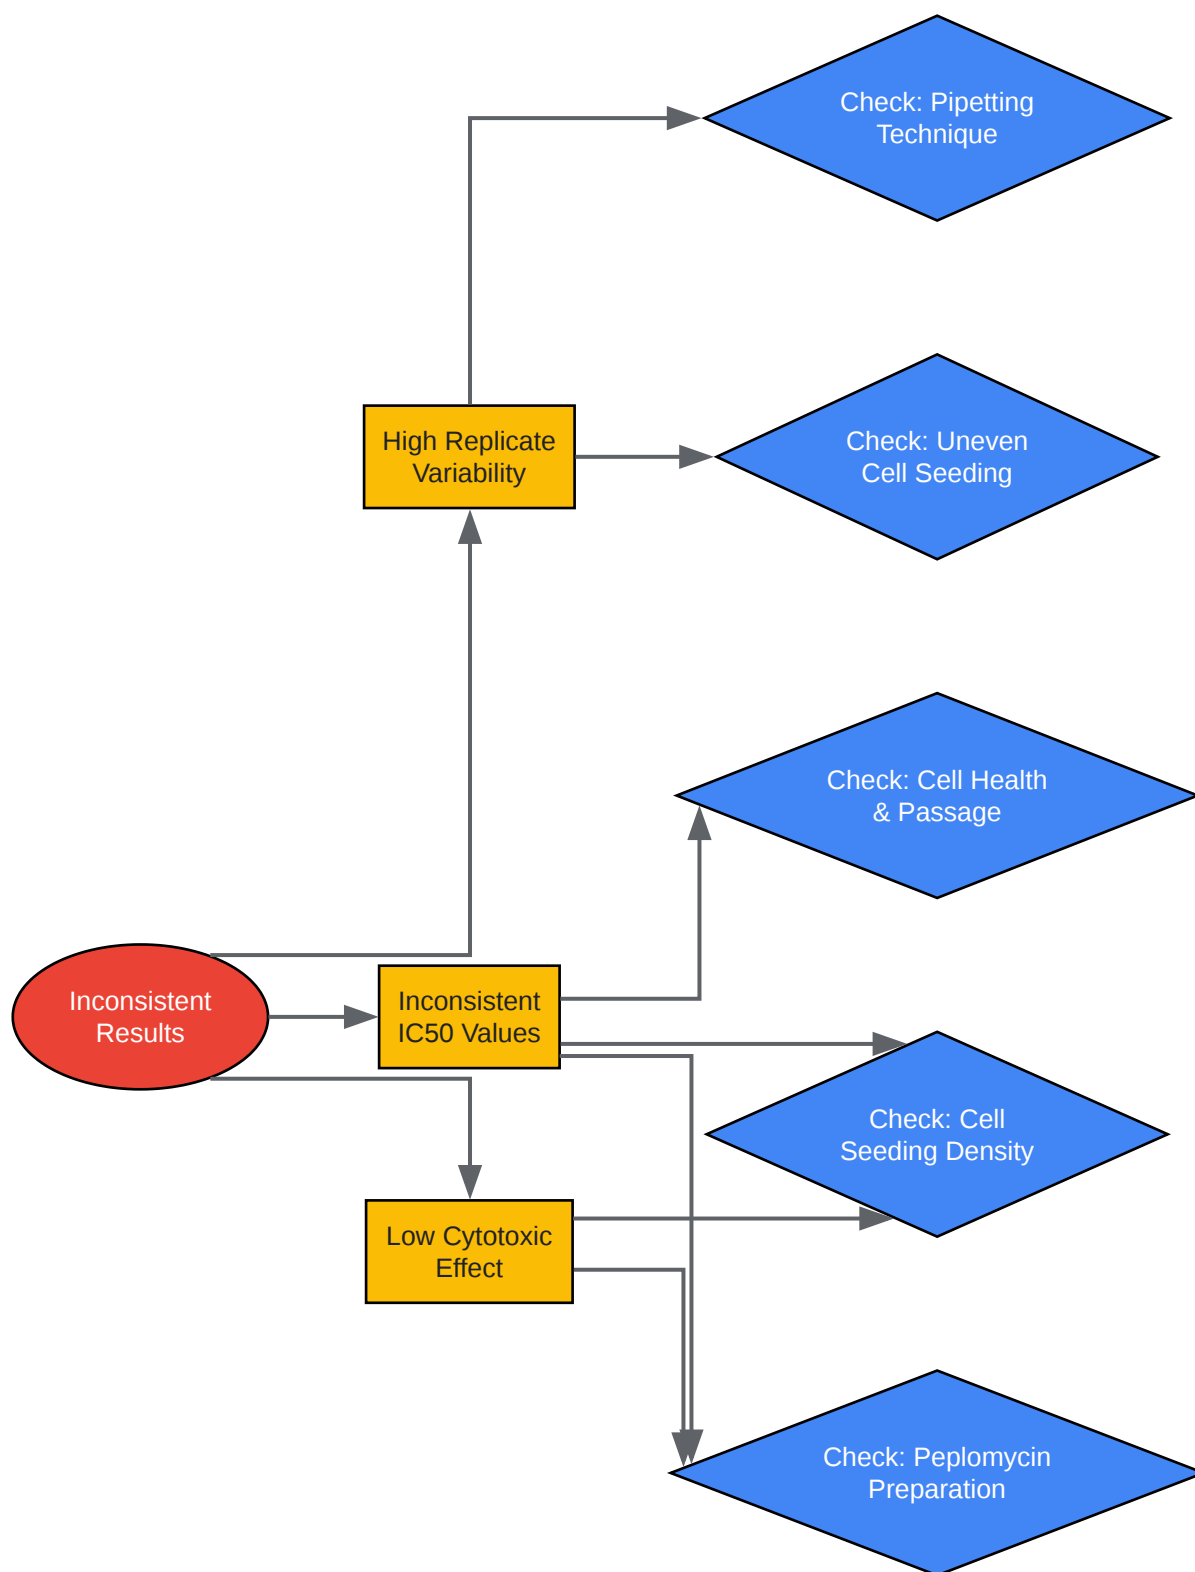 Check: Pipetting
Technique
High Replicate
Variability
Check: Uneven
Cell Seeding
Check: Cell Health
& Passage
Inconsistent
Results
Inconsistent
IC50 Values
Check: Cell
Seeding Density
Low Cytotoxic
Effect
Check: Peplomycin
Preparation